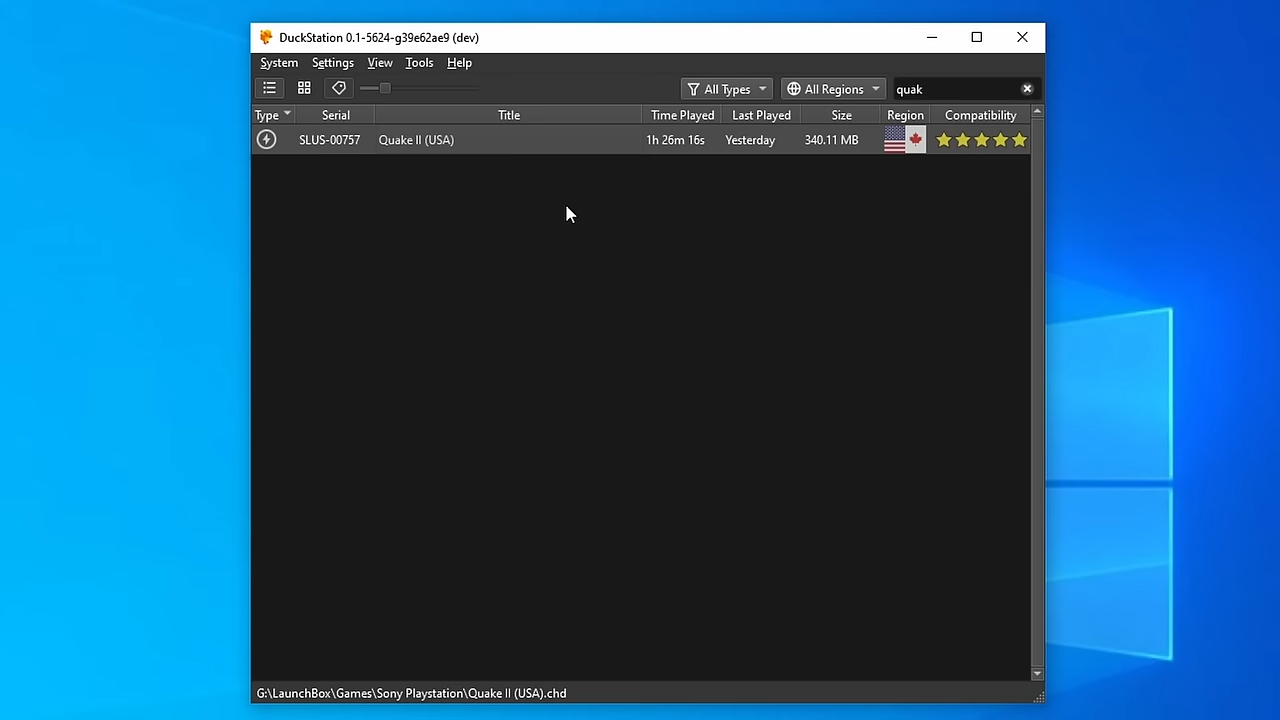 DuckStation 0.1-5624-g39e62ae9 (dev)
System Settings View Tools Help
All Types All Regions quak
Type Serial Title Time Played Last Played Size Region Compatibility
SLUS-00757 Quake II (USA) 1h 26m 16s Yesterday 340.11 MB
G:\LaunchBox\Games\Sony Playstation\Quake II (USA).chd